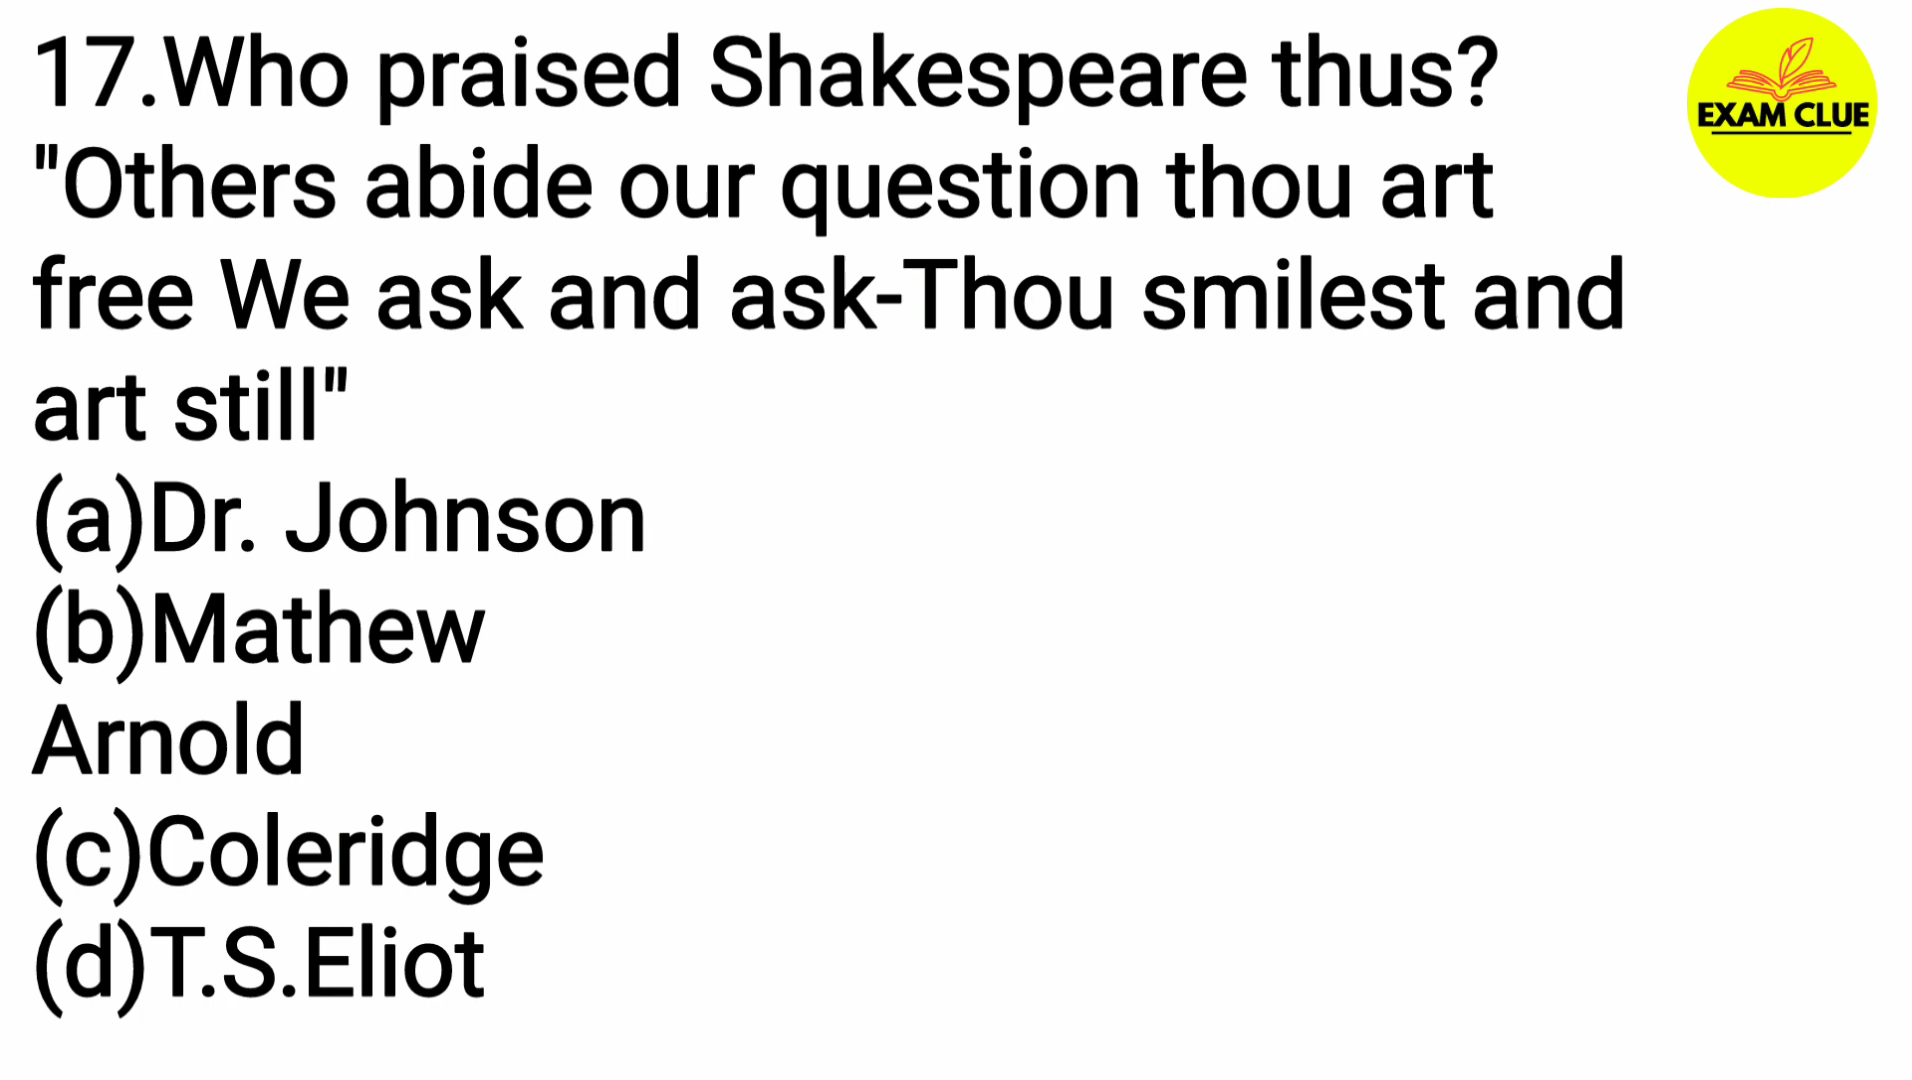 17.Who praised Shakespeare thus?
"Others abide our question thou art
free We ask and ask-Thou smilest and
art still"
(a)Dr. Johnson
(b)Mathew
Arnold
(c)Coleridge
(d)T.S.Eliot
EXAM CLUE